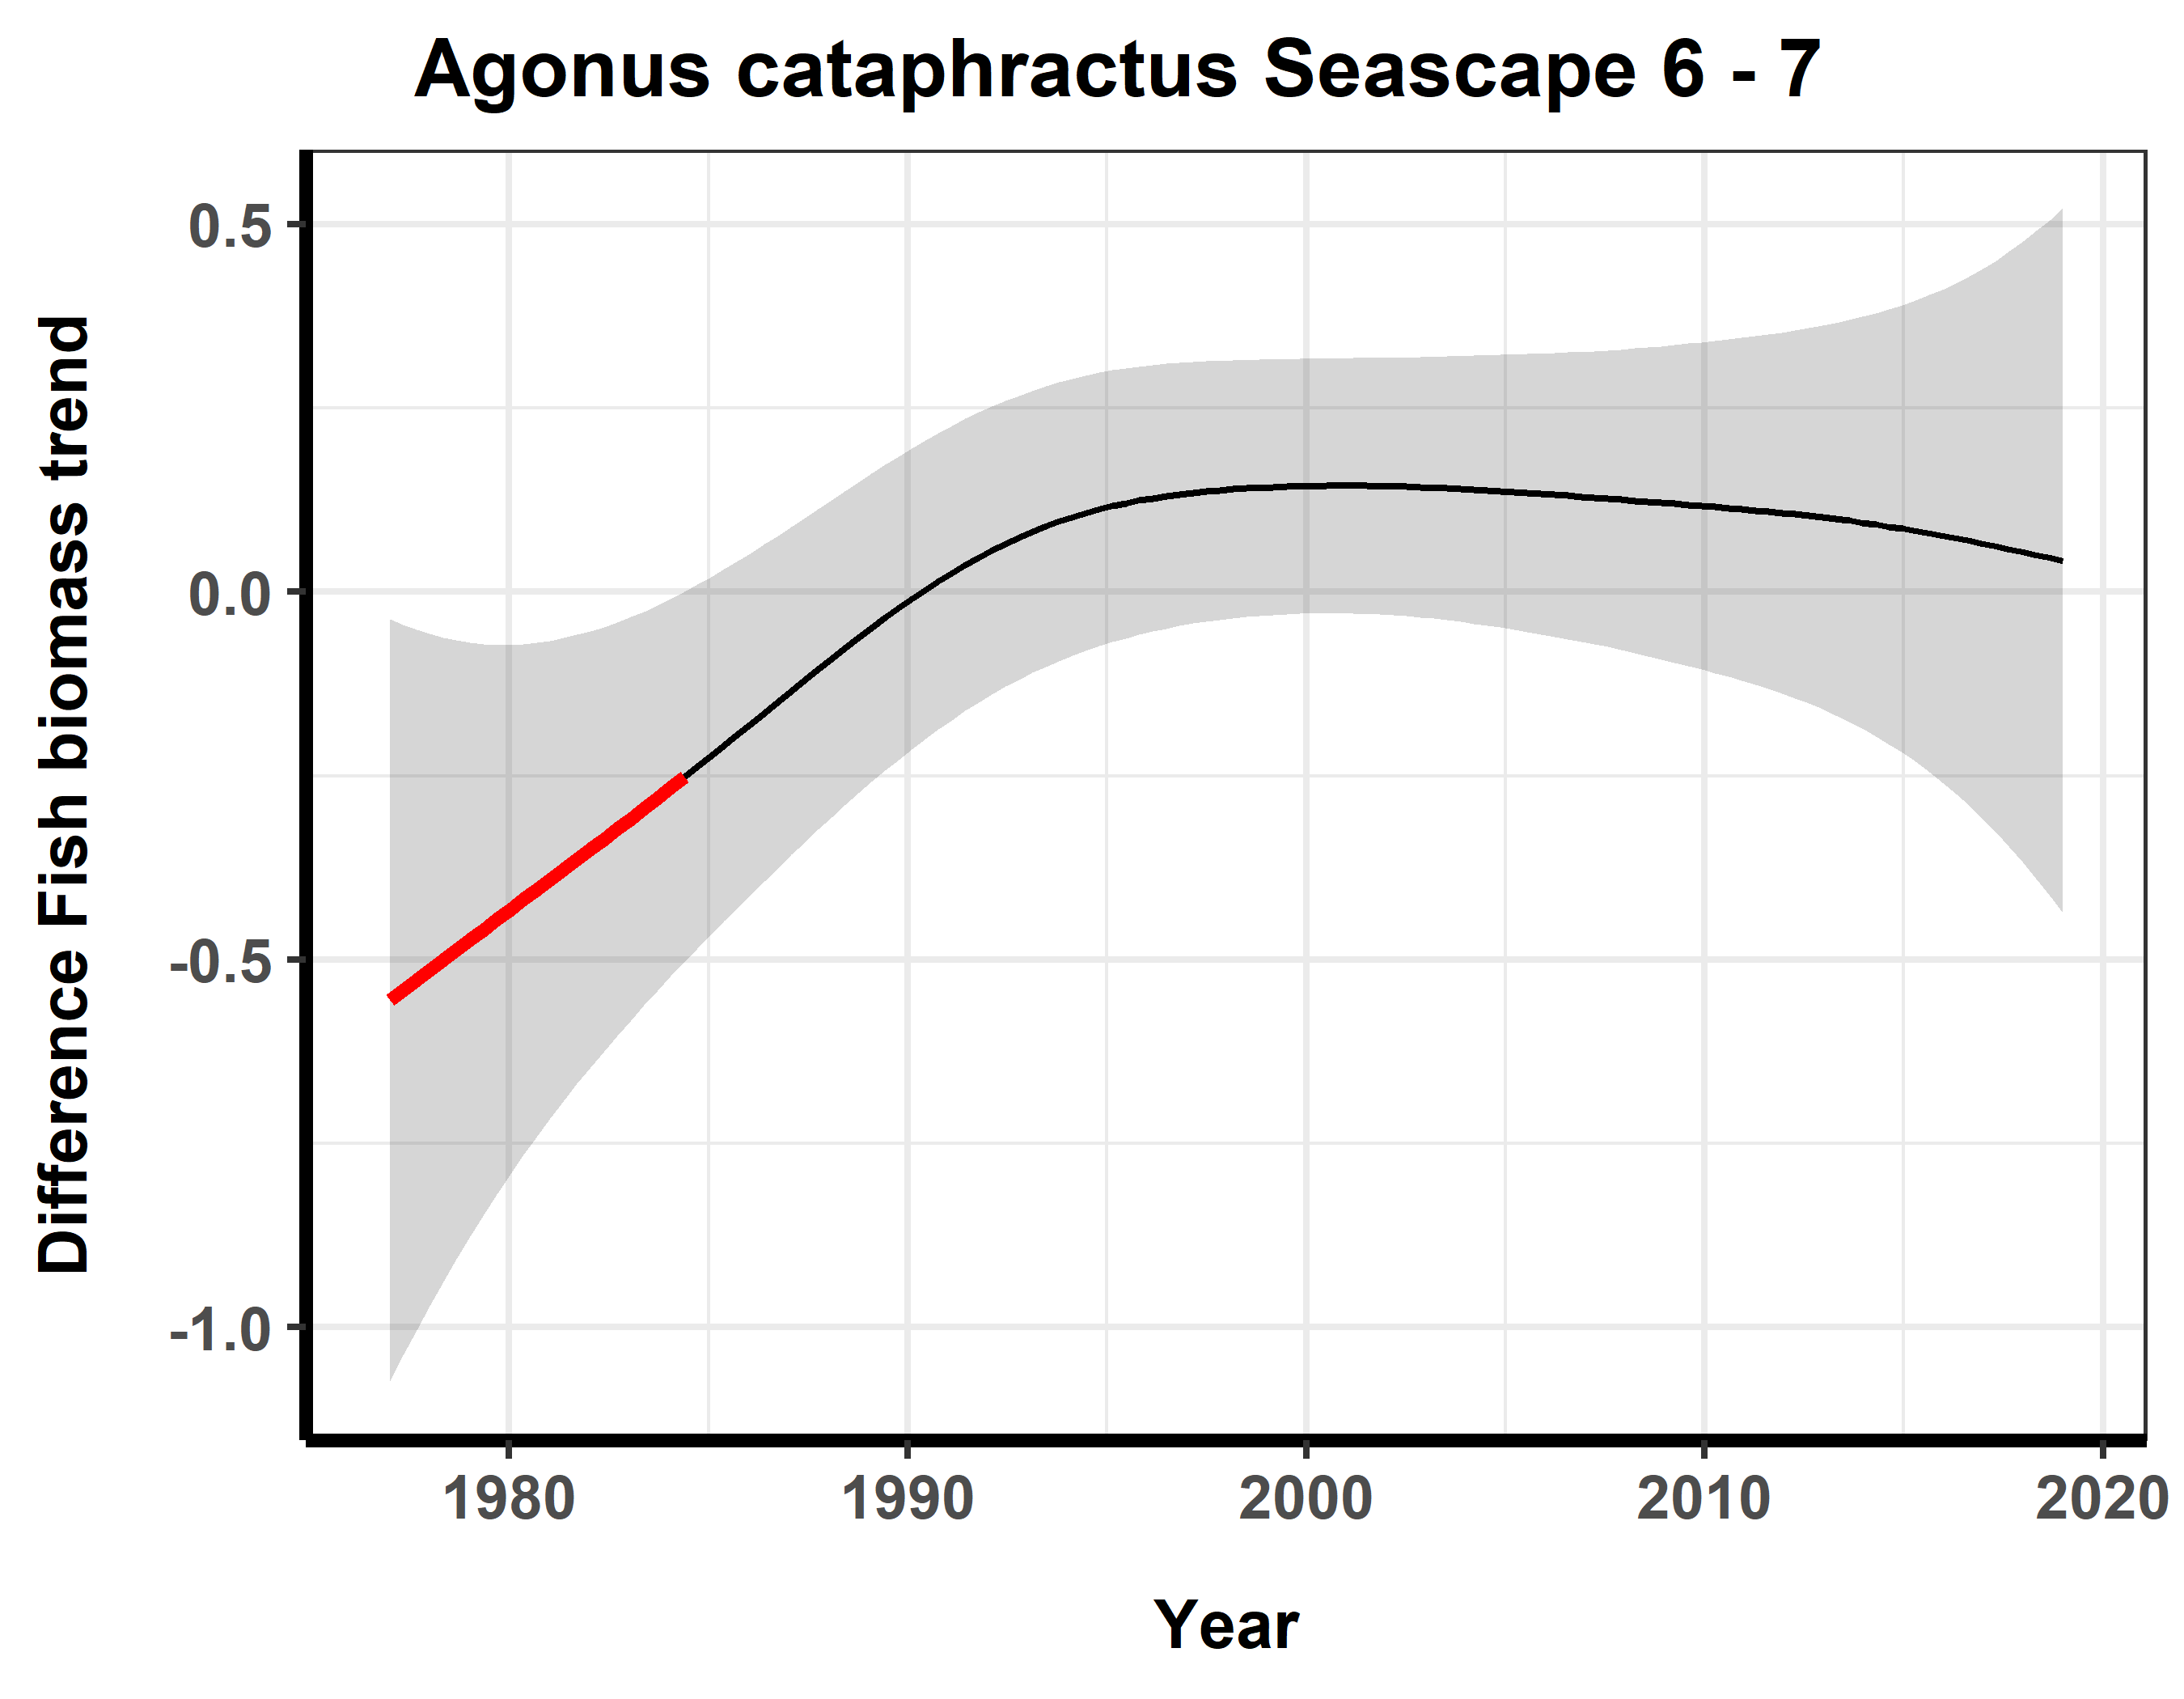 Agonus cataphractus Seascape 6 - 7
Difference Fish biomass trend
0.5
0.0
-0.5
-1.0
1980 1990 2000 2010 2020
Year